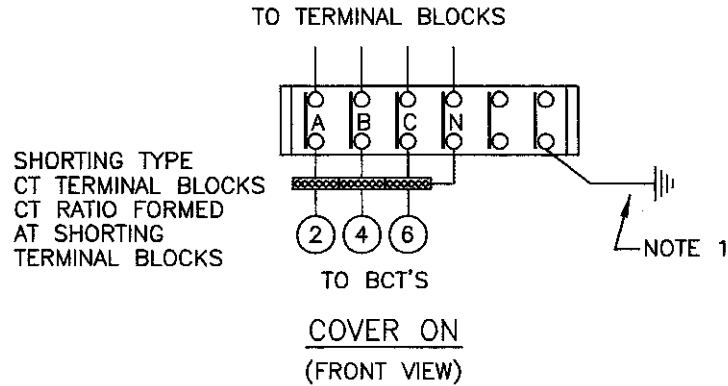 TO TERMINAL BLOCKS
A B C N
SHORTING TYPE
CT TERMINAL BLOCKS
CT RATIO FORMED
AT SHORTING
TERMINAL BLOCKS
2 4 6
NOTE 1
TO BCT'S
COVER ON
(FRONT VIEW)